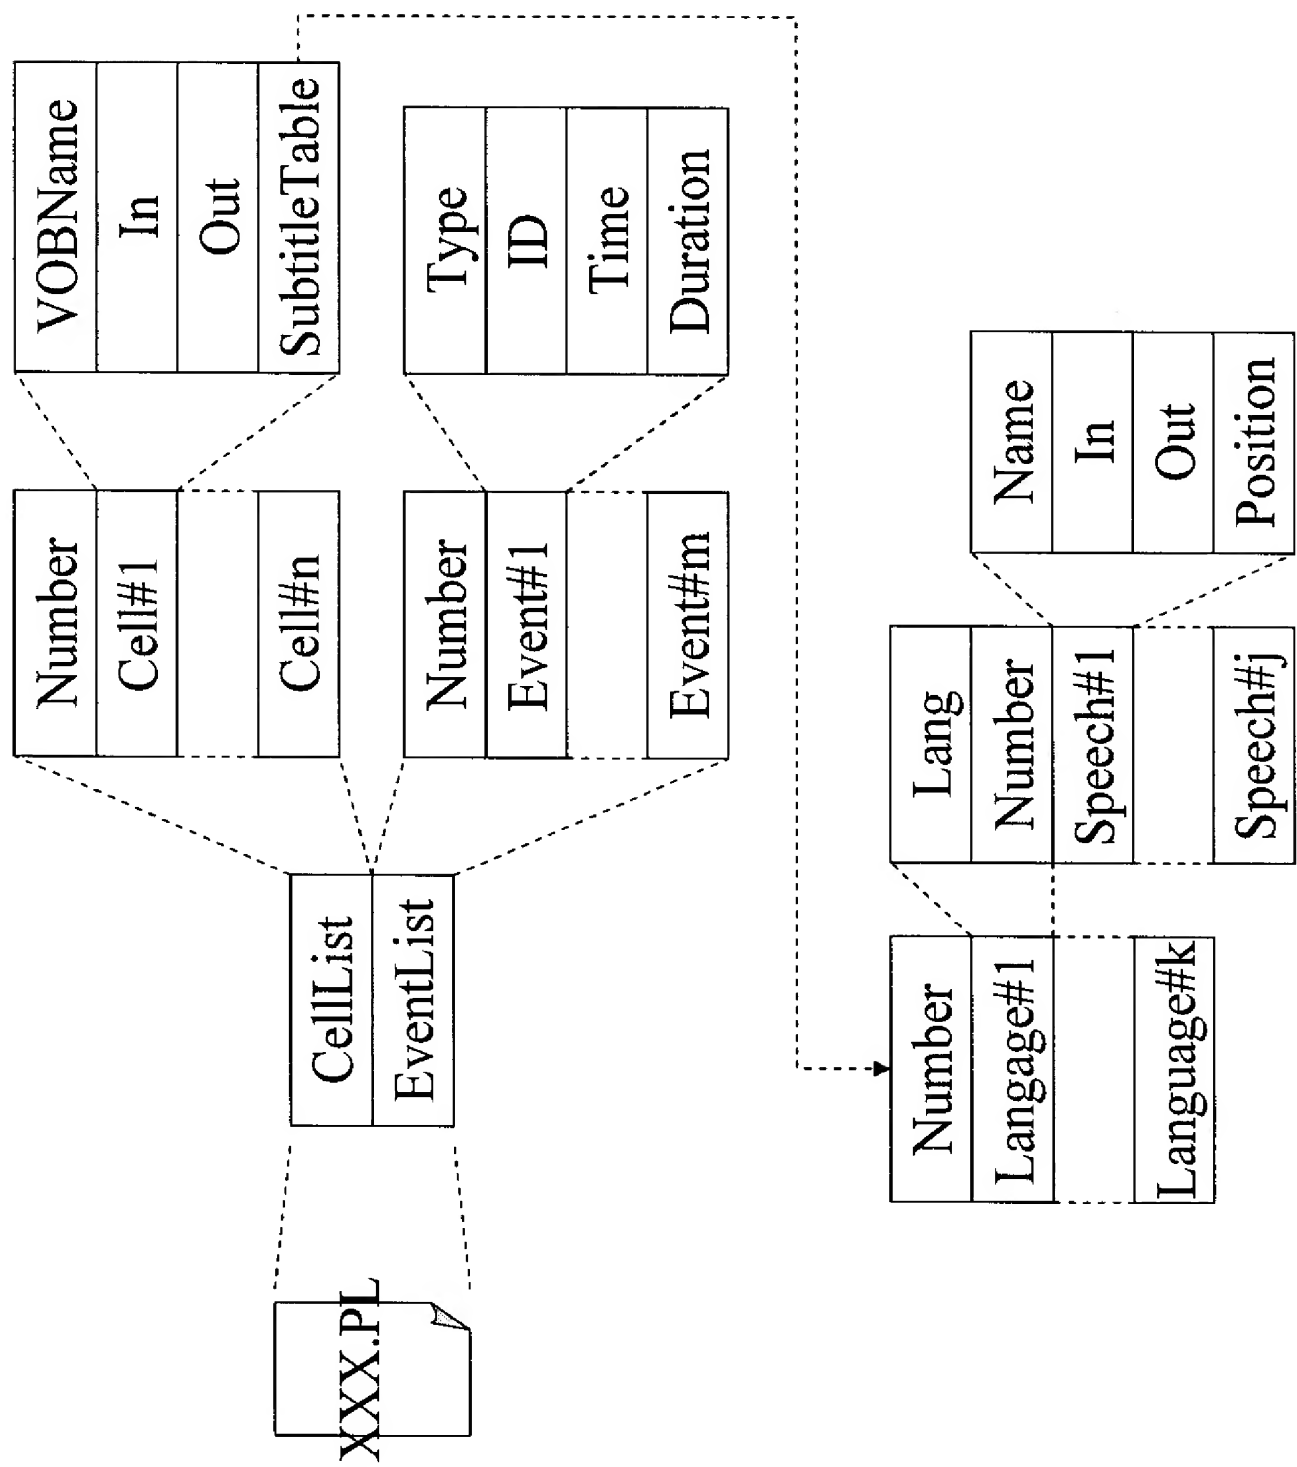 XXX.PL
CellList
EventList
Number
Cell#1
Cell#n
VOBName
In
Out
SubtitleTable
Number
Event#1
Event#m
Type
ID
Time
Duration
Number
Langage#1
Language#k
Lang
Number
Speech#1
Speech#j
Name
In
Out
Position